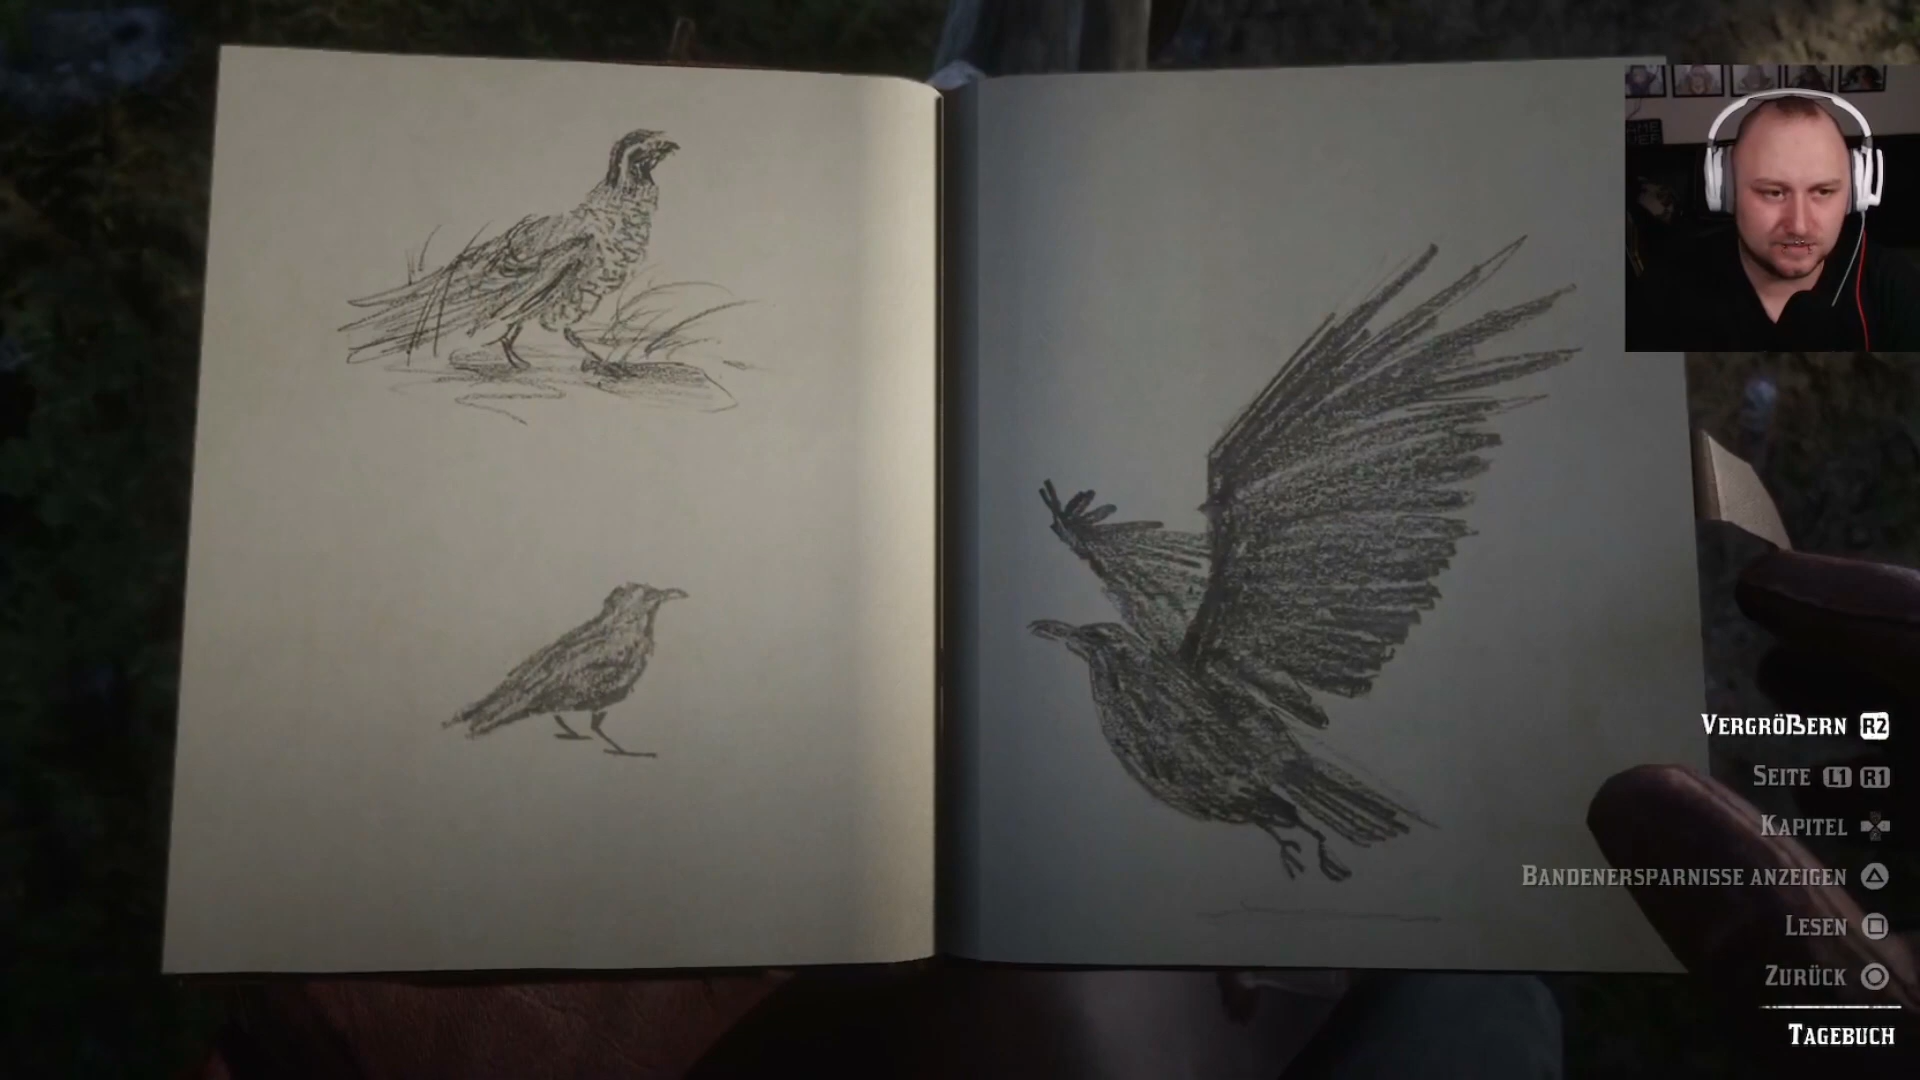 Vergrößern R2
Seite L1 R1
Kapitel
Bandenersparnisse anzeigen
Lesen
Zurück
Tagebuch